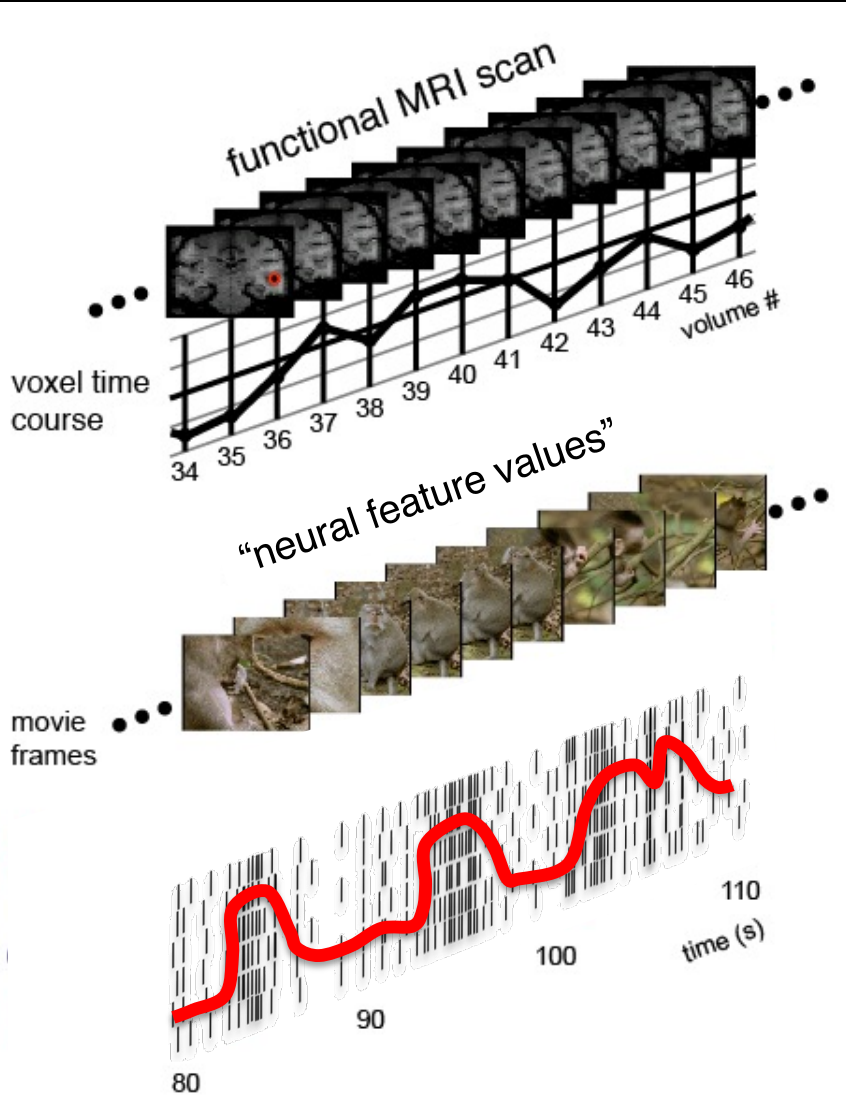 functional MRI scan
voxel time
course
34 35 36 37 38 39 40 41 42 43 44 45 46
volume #
“neural feature values”
movie
frames
80 90 100 110
time (s)